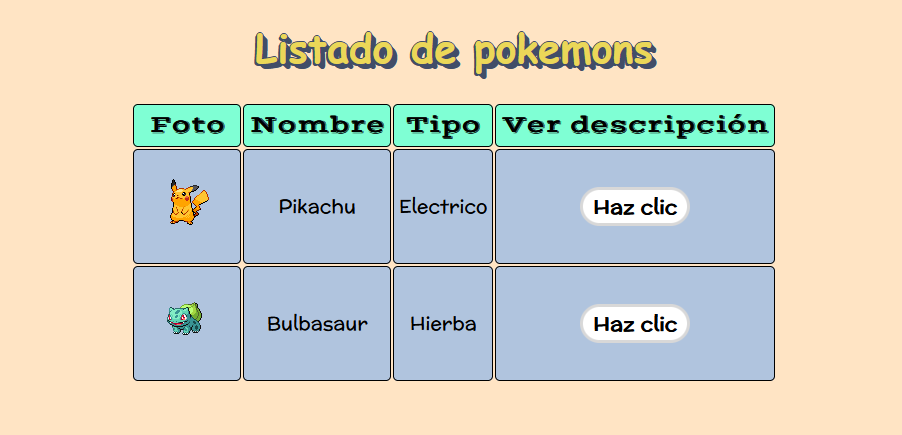 Listado de pokemons
Foto Nombre Tipo Ver descripción
Pikachu Electrico Haz clic
Bulbasaur Hierba Haz clic